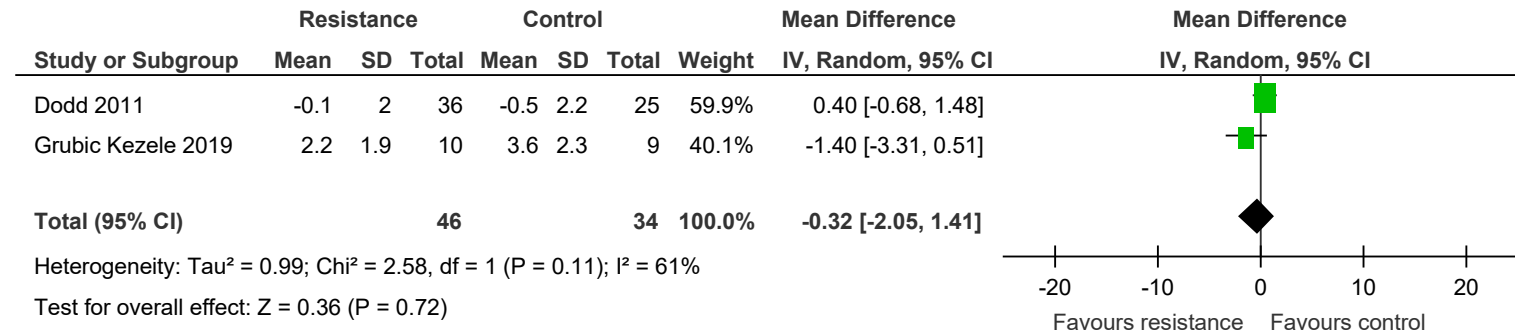 Resistance Control Mean Difference Mean Difference
Study or Subgroup Mean SD Total Mean SD Total Weight IV, Random, 95% CI IV, Random, 95% CI
Dodd 2011 -0.1 2 36 -0.5 2.2 25 59.9% 0.40 [-0.68, 1.48]
Grubic Kezele 2019 2.2 1.9 10 3.6 2.3 9 40.1% -1.40 [-3.31, 0.51]
Total (95% CI) 46 34 100.0% -0.32 [-2.05, 1.41]
Heterogeneity: Tau² = 0.99; Chi² = 2.58, df = 1 (P = 0.11); I² = 61%
Test for overall effect: Z = 0.36 (P = 0.72)
-20 -10 0 10 20
Favours resistance Favours control